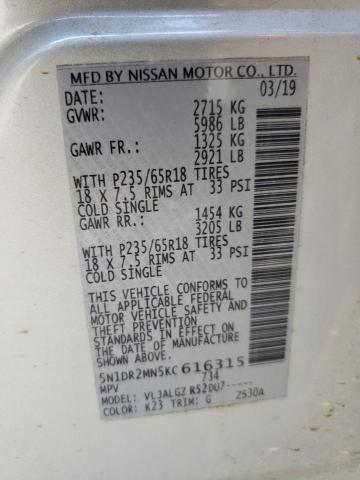 MFD BY NISSAN MOTOR CO., LTD.
DATE: 03/19
GVWR: 2715 KG
5986 LB
GAWR FR.: 1325 KG
2921 LB
WITH P235/65R18 TIRES
18 X 7.5 RIMS AT 33 PSI
COLD SINGLE
GAWR RR.: 1454 KG
3205 LB
WITH P235/65R18 TIRES
18 X 7.5 RIMS AT 33 PSI
COLD SINGLE
THIS VEHICLE CONFORMS TO
ALL APPLICABLE FEDERAL
MOTOR VEHICLE SAFETY
AND THEFT PREVENTION
STANDARDS IN EFFECT ON
THE DATE OF MANUFACTURE
SHOWN ABOVE.
5N1DR2MN5KC616315
MPV /34
MODEL: VLJALGZ R52DU7-----
COLOR: K23 TRIM: G ZS30A